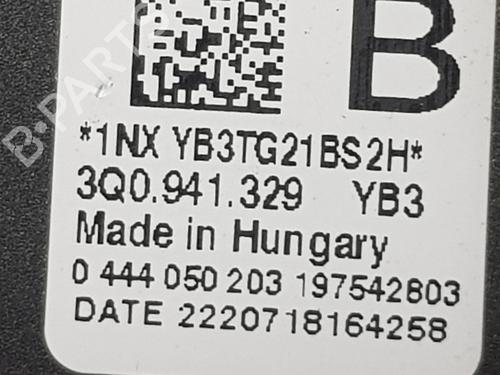 B-PARTS
B
*1NX YB3TG21BS2H*
3Q0.941.329 YB3
Made in Hungary
0 444 050 203 197542803
DATE 2220718164258